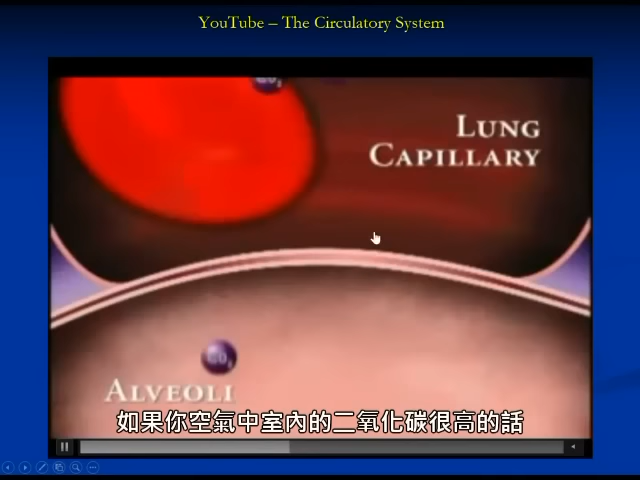 YouTube – The Circulatory System
LUNG
CAPILLARY
ALVEOLI
如果你空氣中室內的二氧化碳很高的話